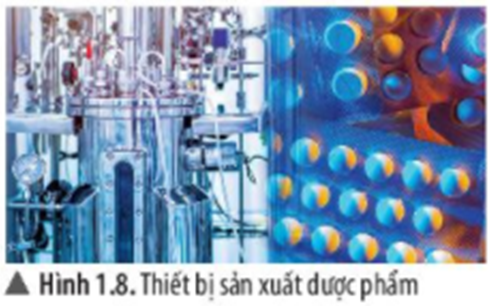 ▲ Hình 1.8. Thiết bị sản xuất dược phẩm